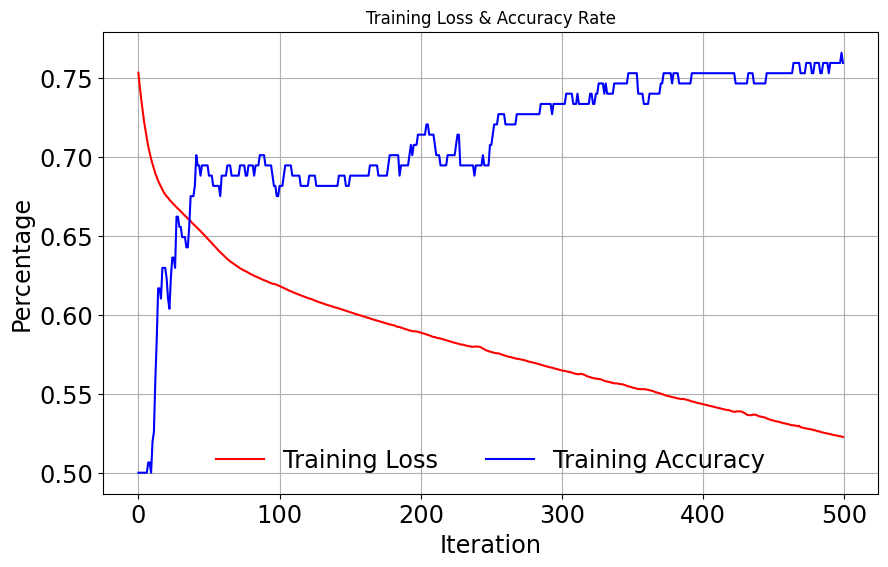 Training Loss & Accuracy Rate
Percentage
0.75
0.70
0.65
0.60
0.55
0.50
Training Loss Training Accuracy
0 100 200 300 400 500
Iteration